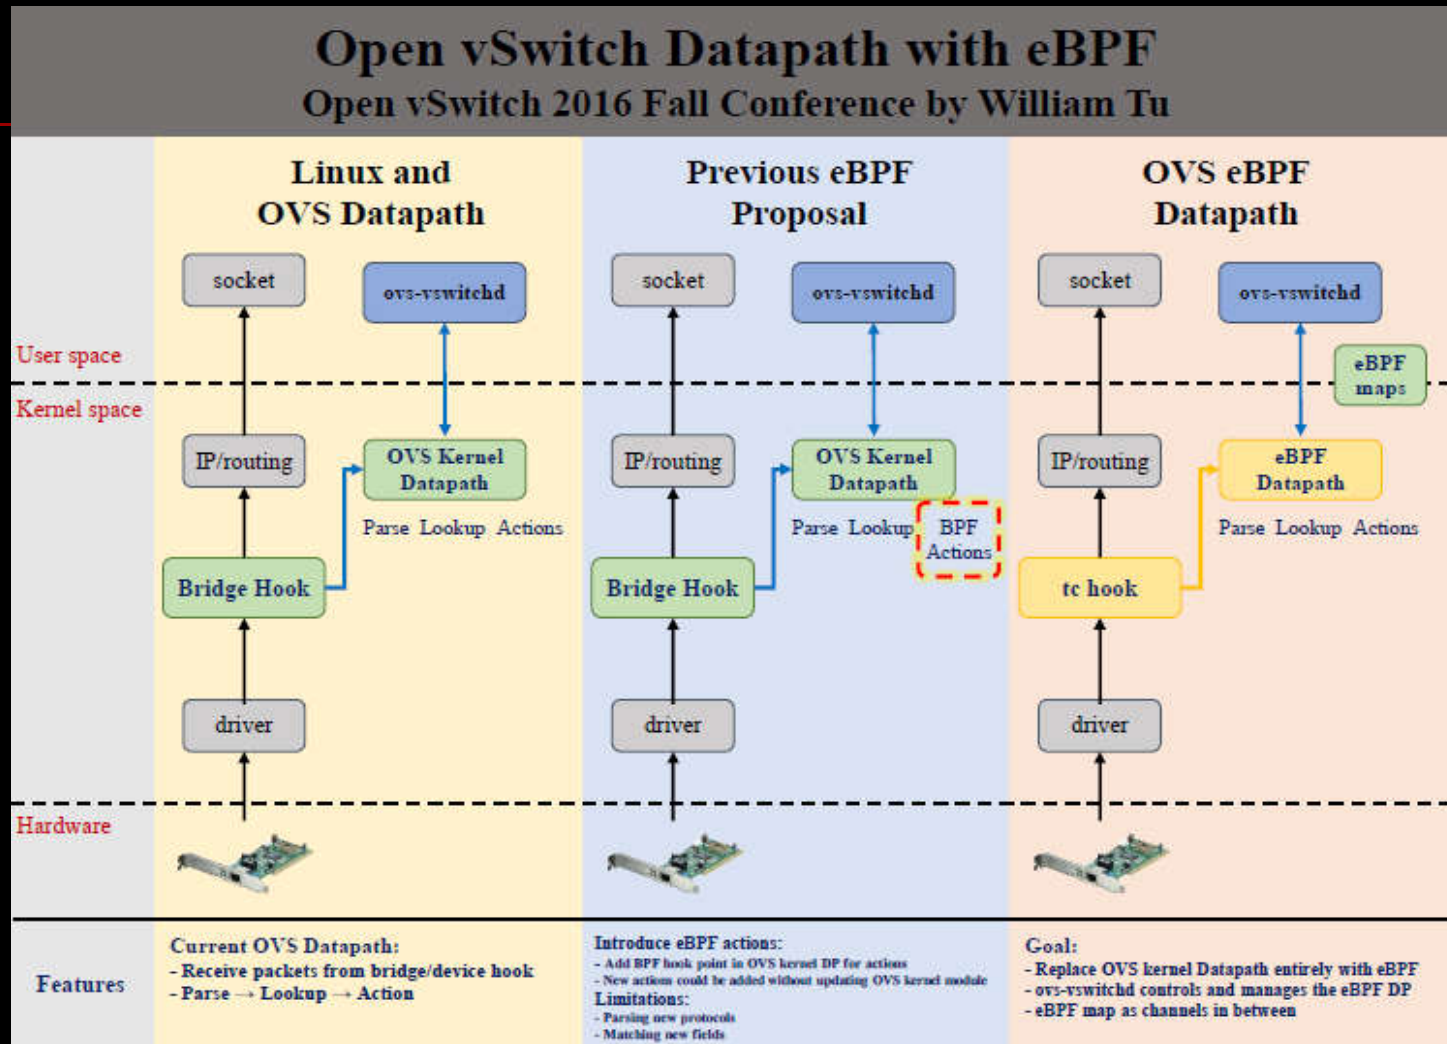 Open vSwitch Datapath with eBPF
Open vSwitch 2016 Fall Conference by William Tu
Linux and
OVS Datapath
Previous eBPF
Proposal
OVS eBPF
Datapath
socket
ovs-vswitchd
socket
ovs-vswitchd
socket
ovs-vswitchd
User space
eBPF
maps
Kernel space
IP/routing
OVS Kernel
Datapath
IP/routing
OVS Kernel
Datapath
IP/routing
eBPF
Datapath
Parse Lookup Actions
Parse Lookup
BPF
Actions
Parse Lookup Actions
Bridge Hook
Bridge Hook
tc hook
driver
driver
driver
Hardware
Features
Current OVS Datapath:
- Receive packets from bridge/device hook
- Parse → Lookup → Action
Introduce eBPF actions:
- Add BPF hook point in OVS kernel DP for actions
- New actions could be added without updating OVS kernel module
Limitations:
- Parsing new protocols
- Matching new fields
Goal:
- Replace OVS kernel Datapath entirely with eBPF
- ovs-vswitchd controls and manages the eBPF DP
- eBPF map as channels in between